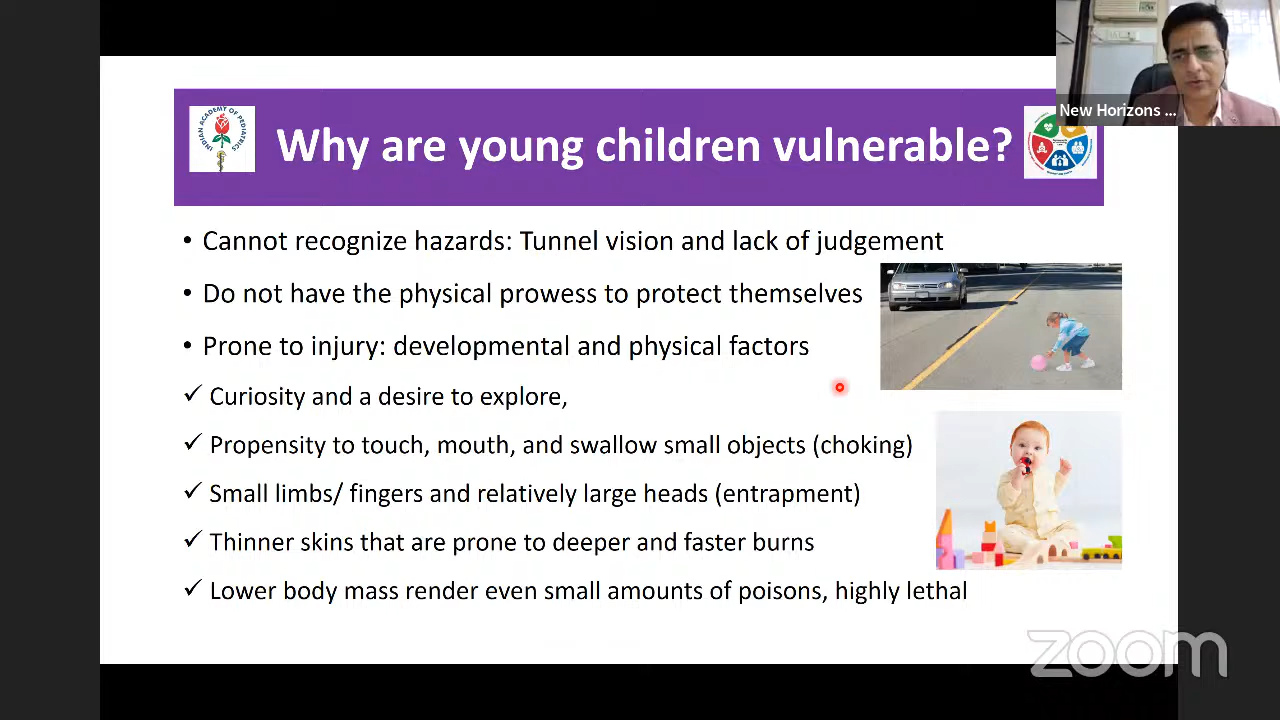 New Horizons ...
INDIAN ACADEMY OF PEDIATRICS
Why are young children vulnerable?
• Cannot recognize hazards: Tunnel vision and lack of judgement
• Do not have the physical prowess to protect themselves
• Prone to injury: developmental and physical factors
✓ Curiosity and a desire to explore,
✓ Propensity to touch, mouth, and swallow small objects (choking)
✓ Small limbs/ fingers and relatively large heads (entrapment)
✓ Thinner skins that are prone to deeper and faster burns
✓ Lower body mass render even small amounts of poisons, highly lethal
zoom